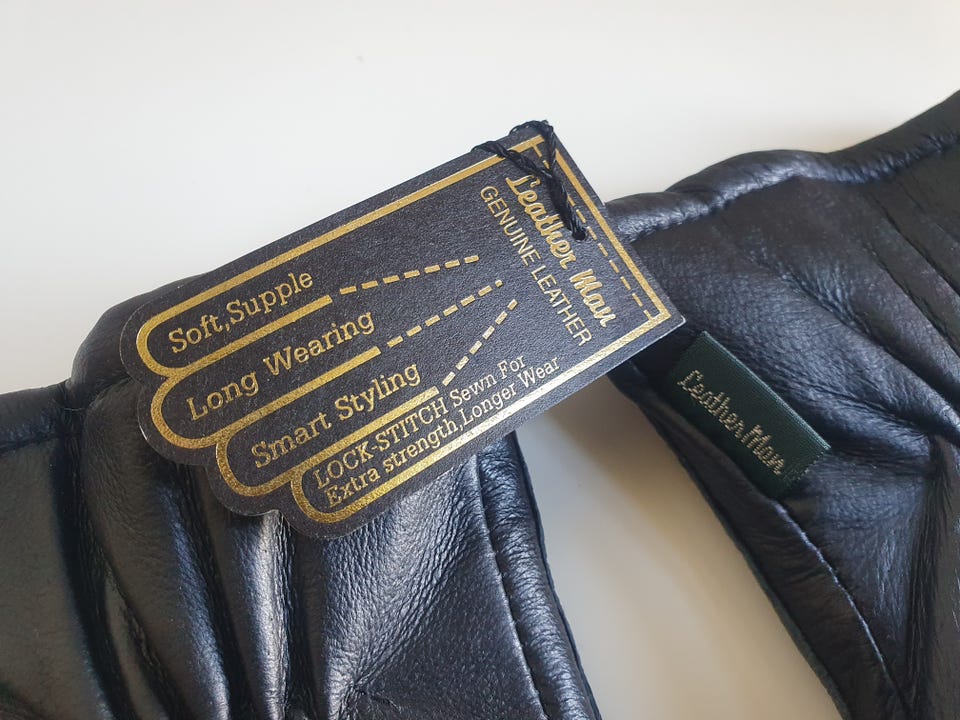 Leather Man
GENUINE LEATHER
Soft,Supple
Long Wearing
Smart Styling
LOCK-STITCH Sewn For
Extra strength,Longer Wear
Leather Man